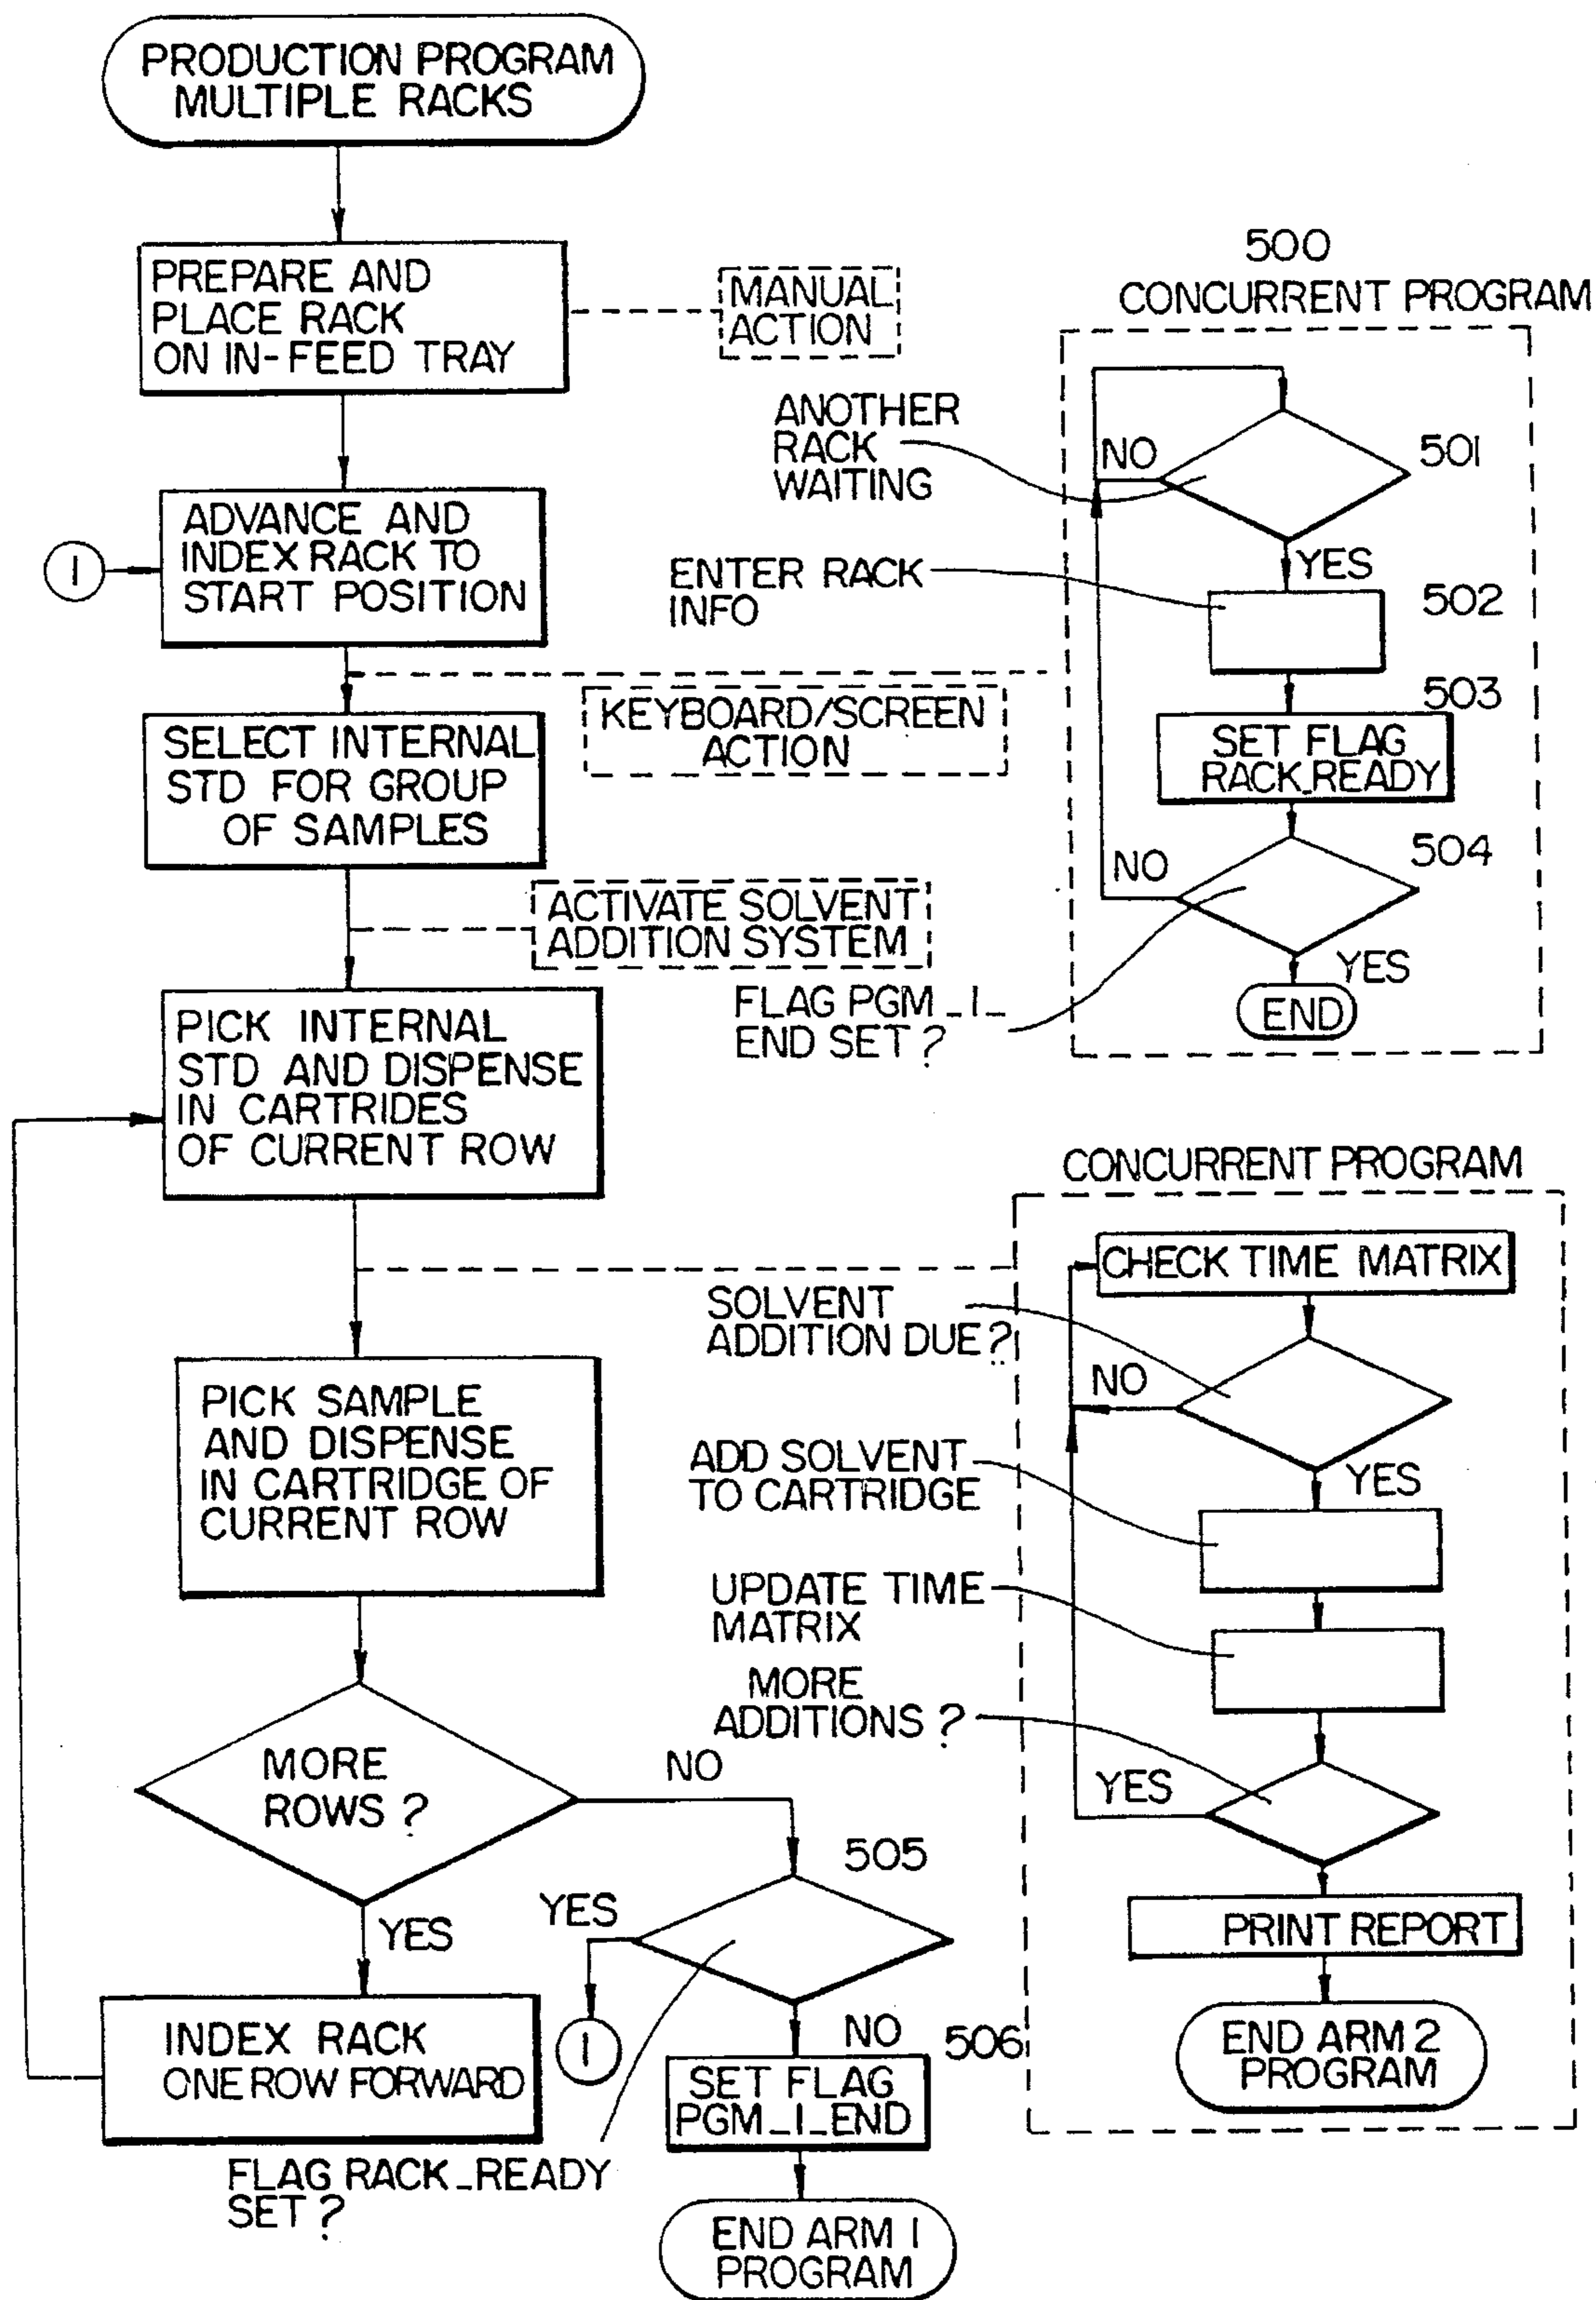 PRODUCTION PROGRAM
MULTIPLE RACKS
PREPARE AND
PLACE RACK
ON IN-FEED TRAY
MANUAL
ACTION
1
ADVANCE AND
INDEX RACK TO
START POSITION
KEYBOARD/SCREEN
ACTION
SELECT INTERNAL
STD FOR GROUP
OF SAMPLES
ACTIVATE SOLVENT
ADDITION SYSTEM
PICK INTERNAL
STD AND DISPENSE
IN CARTRIDES
OF CURRENT ROW
PICK SAMPLE
AND DISPENSE
IN CARTRIDGE OF
CURRENT ROW
MORE
ROWS ?
NO
YES
INDEX RACK
ONE ROW FORWARD
505
YES
1
NO
FLAG RACK_READY
SET ?
506
SET FLAG
PGM_1_END
END ARM 1
PROGRAM
500
CONCURRENT PROGRAM
ANOTHER
RACK
WAITING
NO
501
YES
ENTER RACK
INFO
502
503
SET FLAG
RACK_READY
504
NO
YES
FLAG PGM_1_
END SET ?
END
CONCURRENT PROGRAM
CHECK TIME MATRIX
SOLVENT
ADDITION DUE ?
NO
YES
ADD SOLVENT
TO CARTRIDGE
UPDATE TIME
MATRIX
MORE
ADDITIONS ?
YES
PRINT REPORT
END ARM 2
PROGRAM